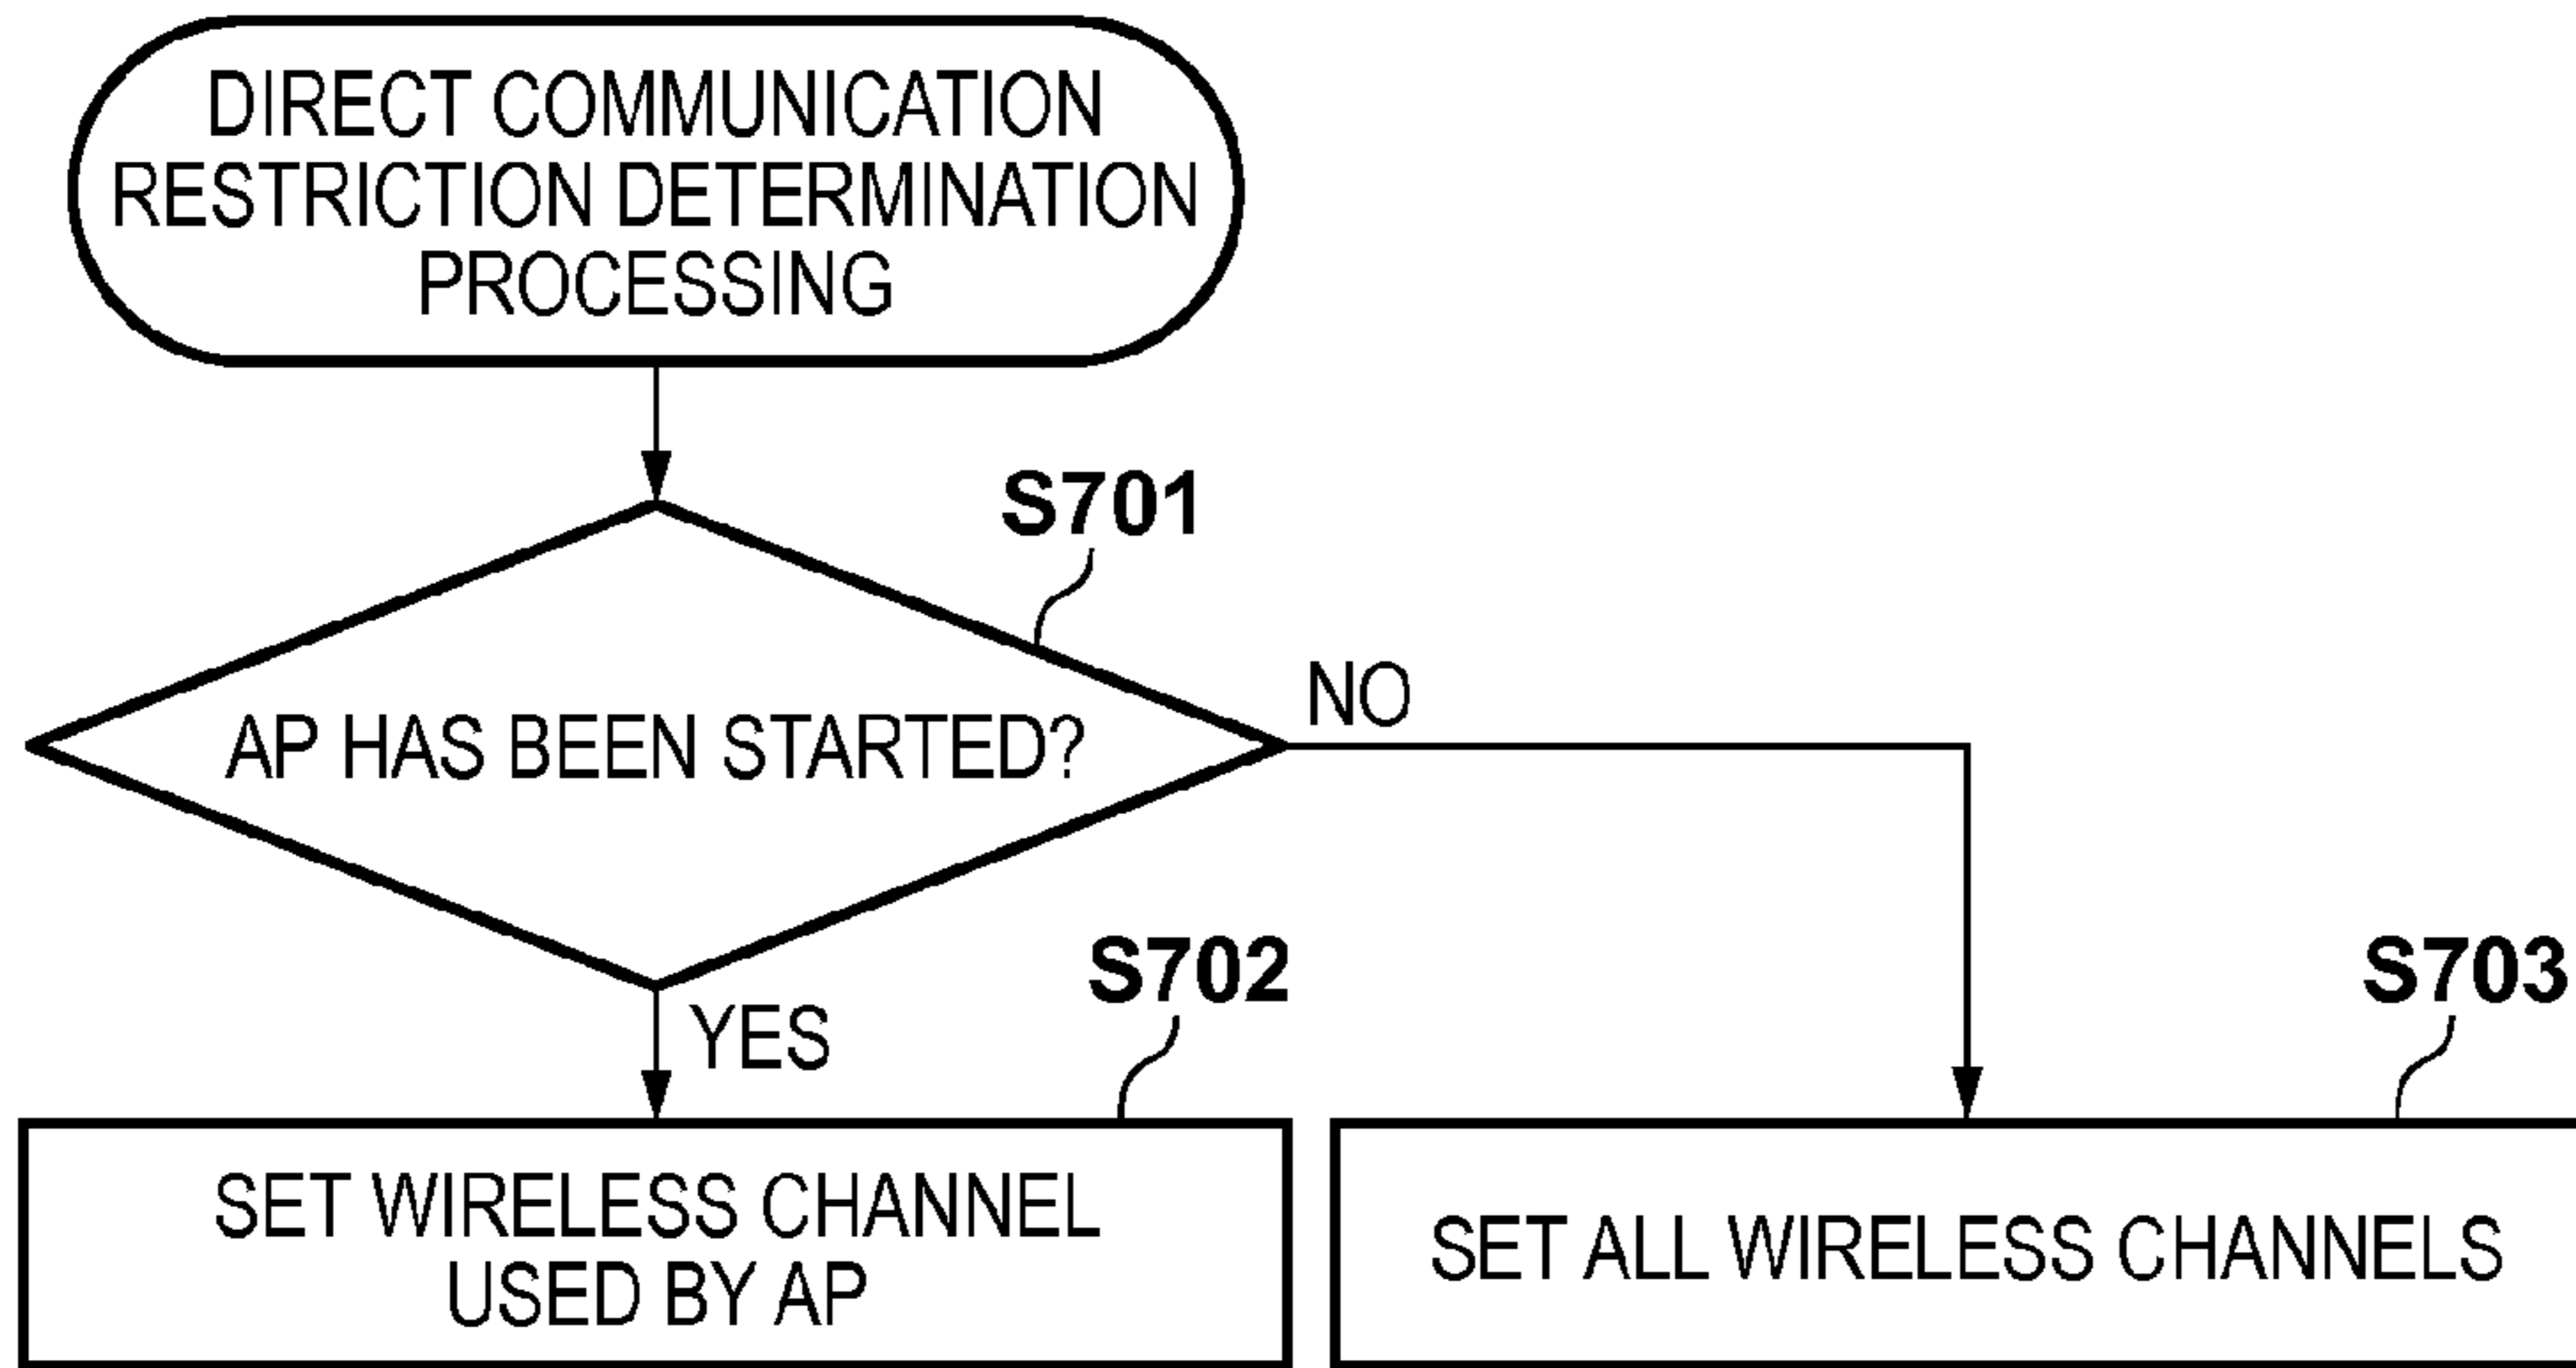 DIRECT COMMUNICATION
RESTRICTION DETERMINATION
PROCESSING
S701
AP HAS BEEN STARTED?
NO
YES
S702
SET WIRELESS CHANNEL
USED BY AP
S703
SET ALL WIRELESS CHANNELS